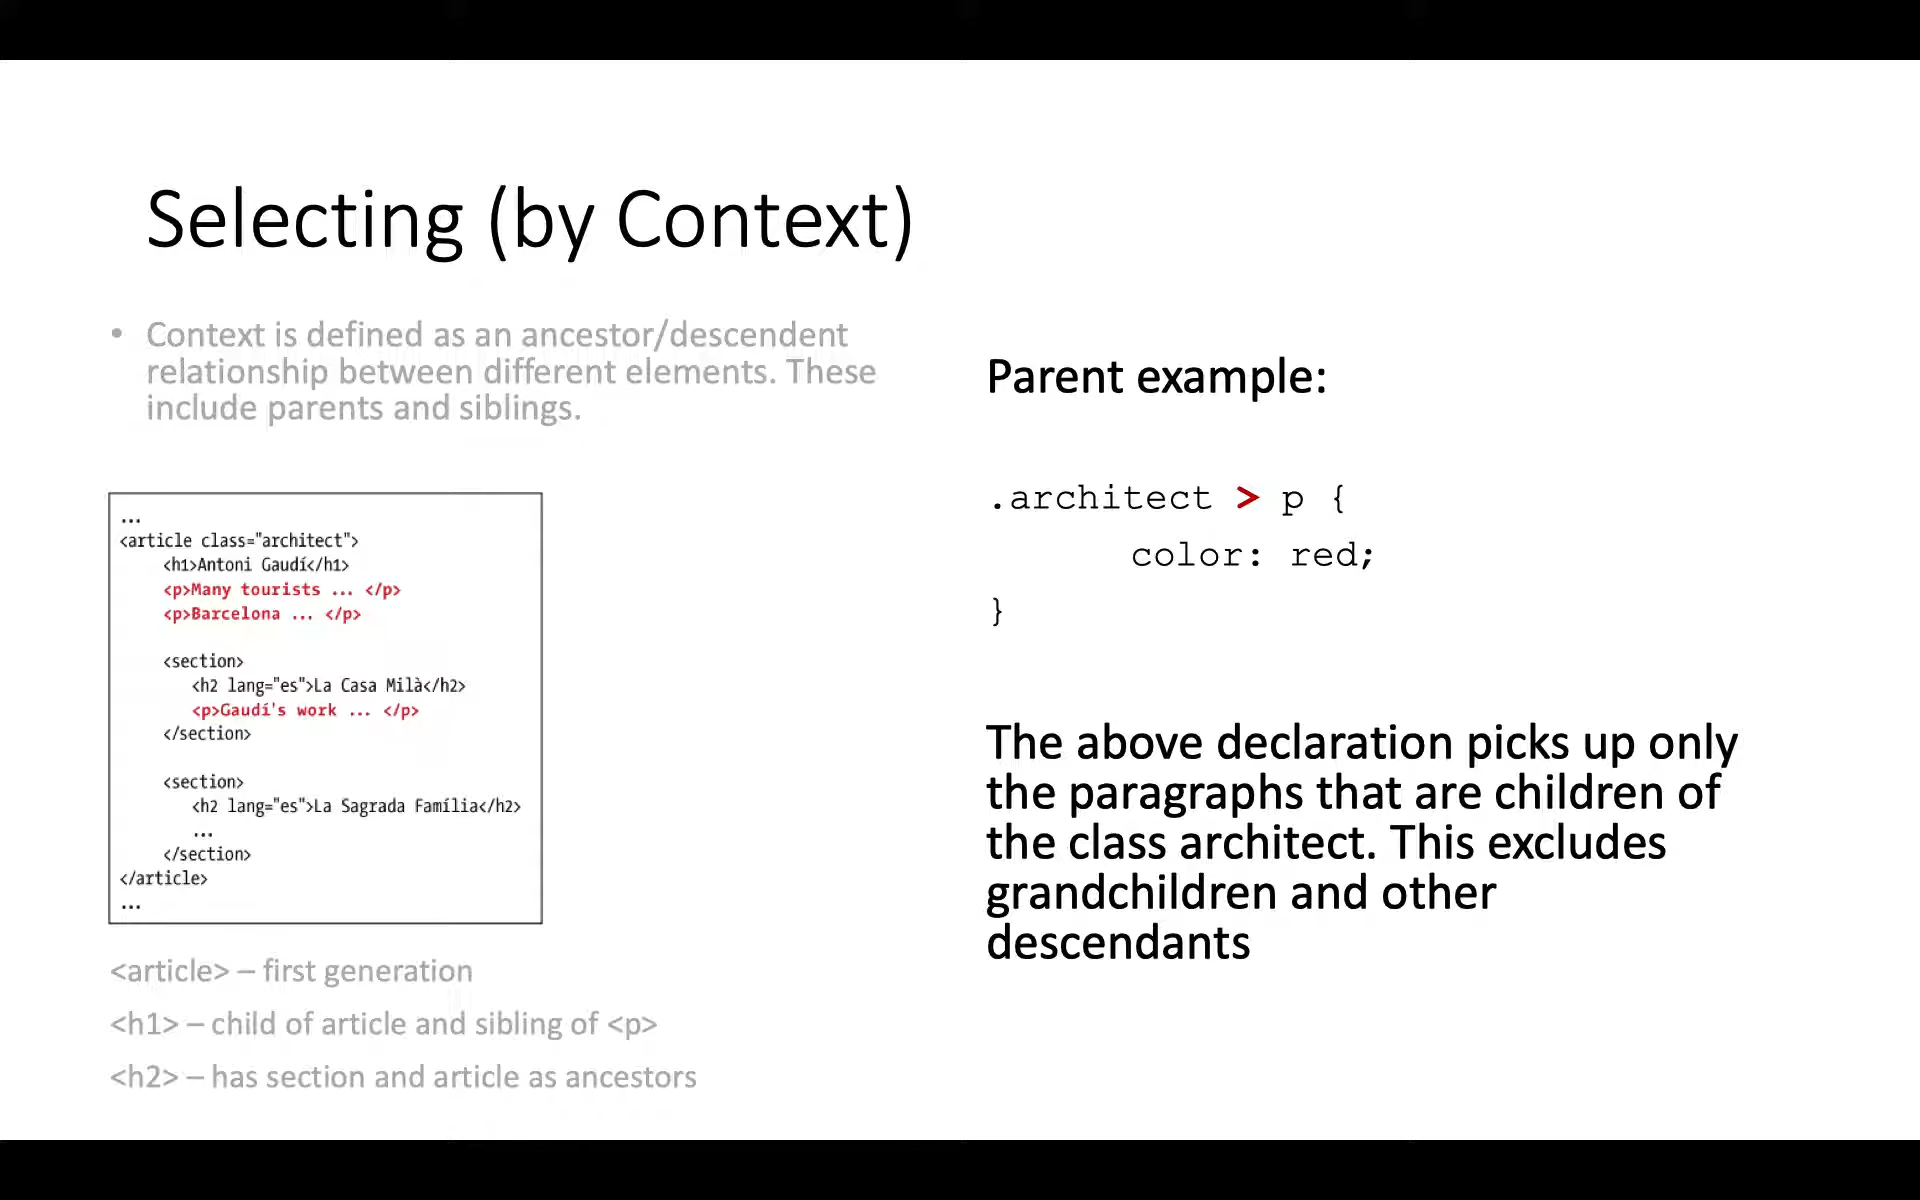 Selecting (by Context)
• Context is defined as an ancestor/descendent
relationship between different elements. These
include parents and siblings.
...
<article class="architect">
<h1>Antoni Gaudí</h1>
<p>Many tourists ... </p>
<p>Barcelona ... </p>
<section>
<h2 lang="es">La Casa Milà</h2>
<p>Gaudí's work ... </p>
</section>
<section>
<h2 lang="es">La Sagrada Família</h2>
...
</section>
</article>
...
<article> – first generation
<h1> – child of article and sibling of <p>
<h2> – has section and article as ancestors
Parent example:
.architect > p {
color: red;
}
The above declaration picks up only
the paragraphs that are children of
the class architect. This excludes
grandchildren and other
descendants